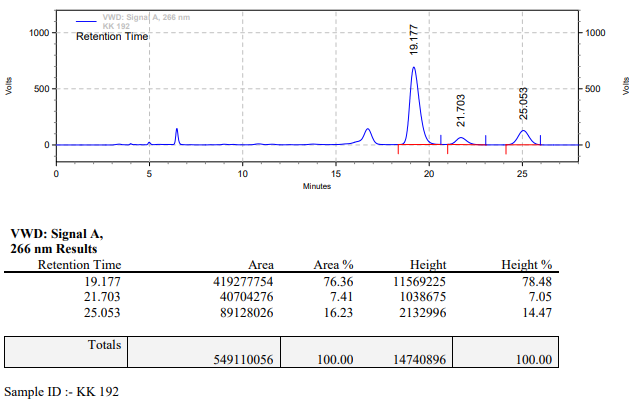 VWD: Signal A, 266 nm
KK 192
Retention Time
1000
500
0
Volts
1000
500
0
Volts
19.177
21.703
25.053
0 5 10 15 20 25
Minutes
VWD: Signal A,
266 nm Results
Retention Time Area Area % Height Height %
19.177 419277754 76.36 11569225 78.48
21.703 40704276 7.41 1038675 7.05
25.053 89128026 16.23 2132996 14.47
Totals
549110056 100.00 14740896 100.00
Sample ID :- KK 192